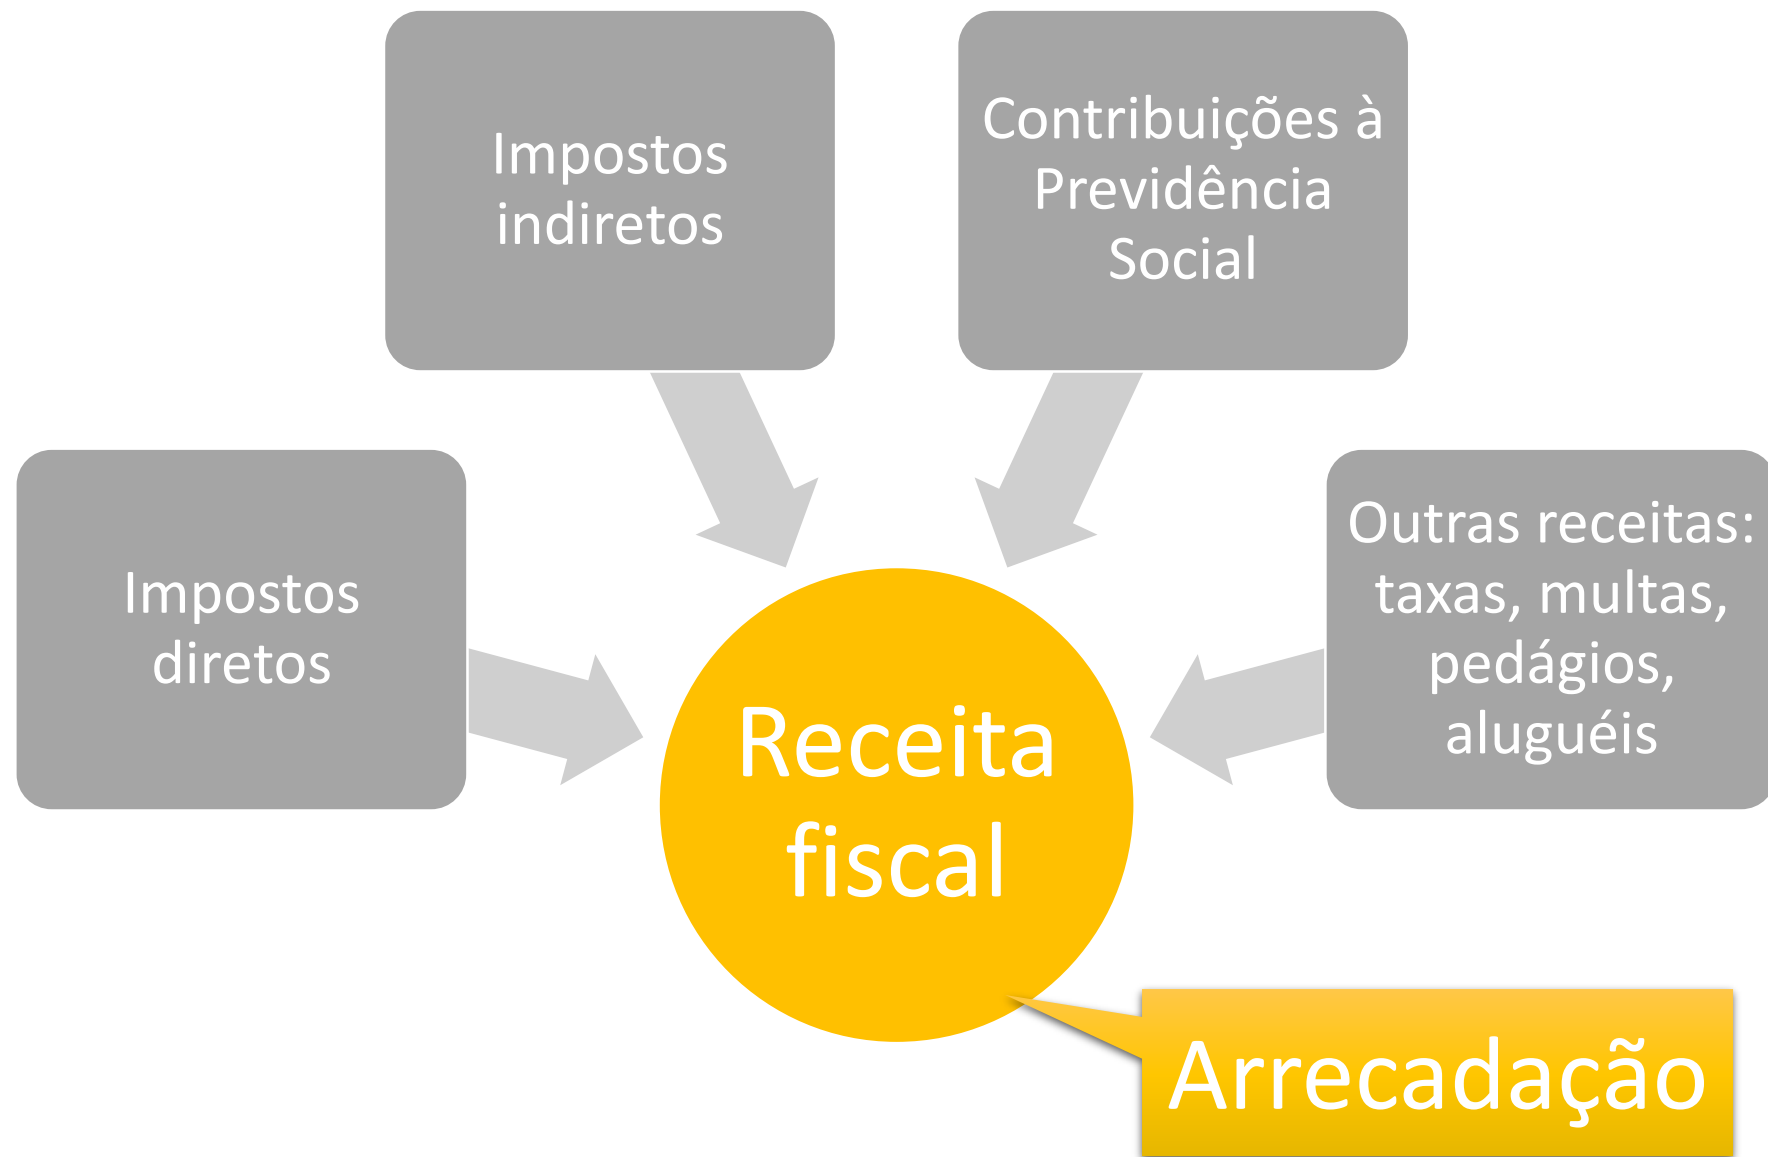 Impostos
indiretos
Contribuições à
Previdência
Social
Impostos
diretos
Outras receitas:
taxas, multas,
pedágios,
aluguéis
Receita
fiscal
Arrecadação